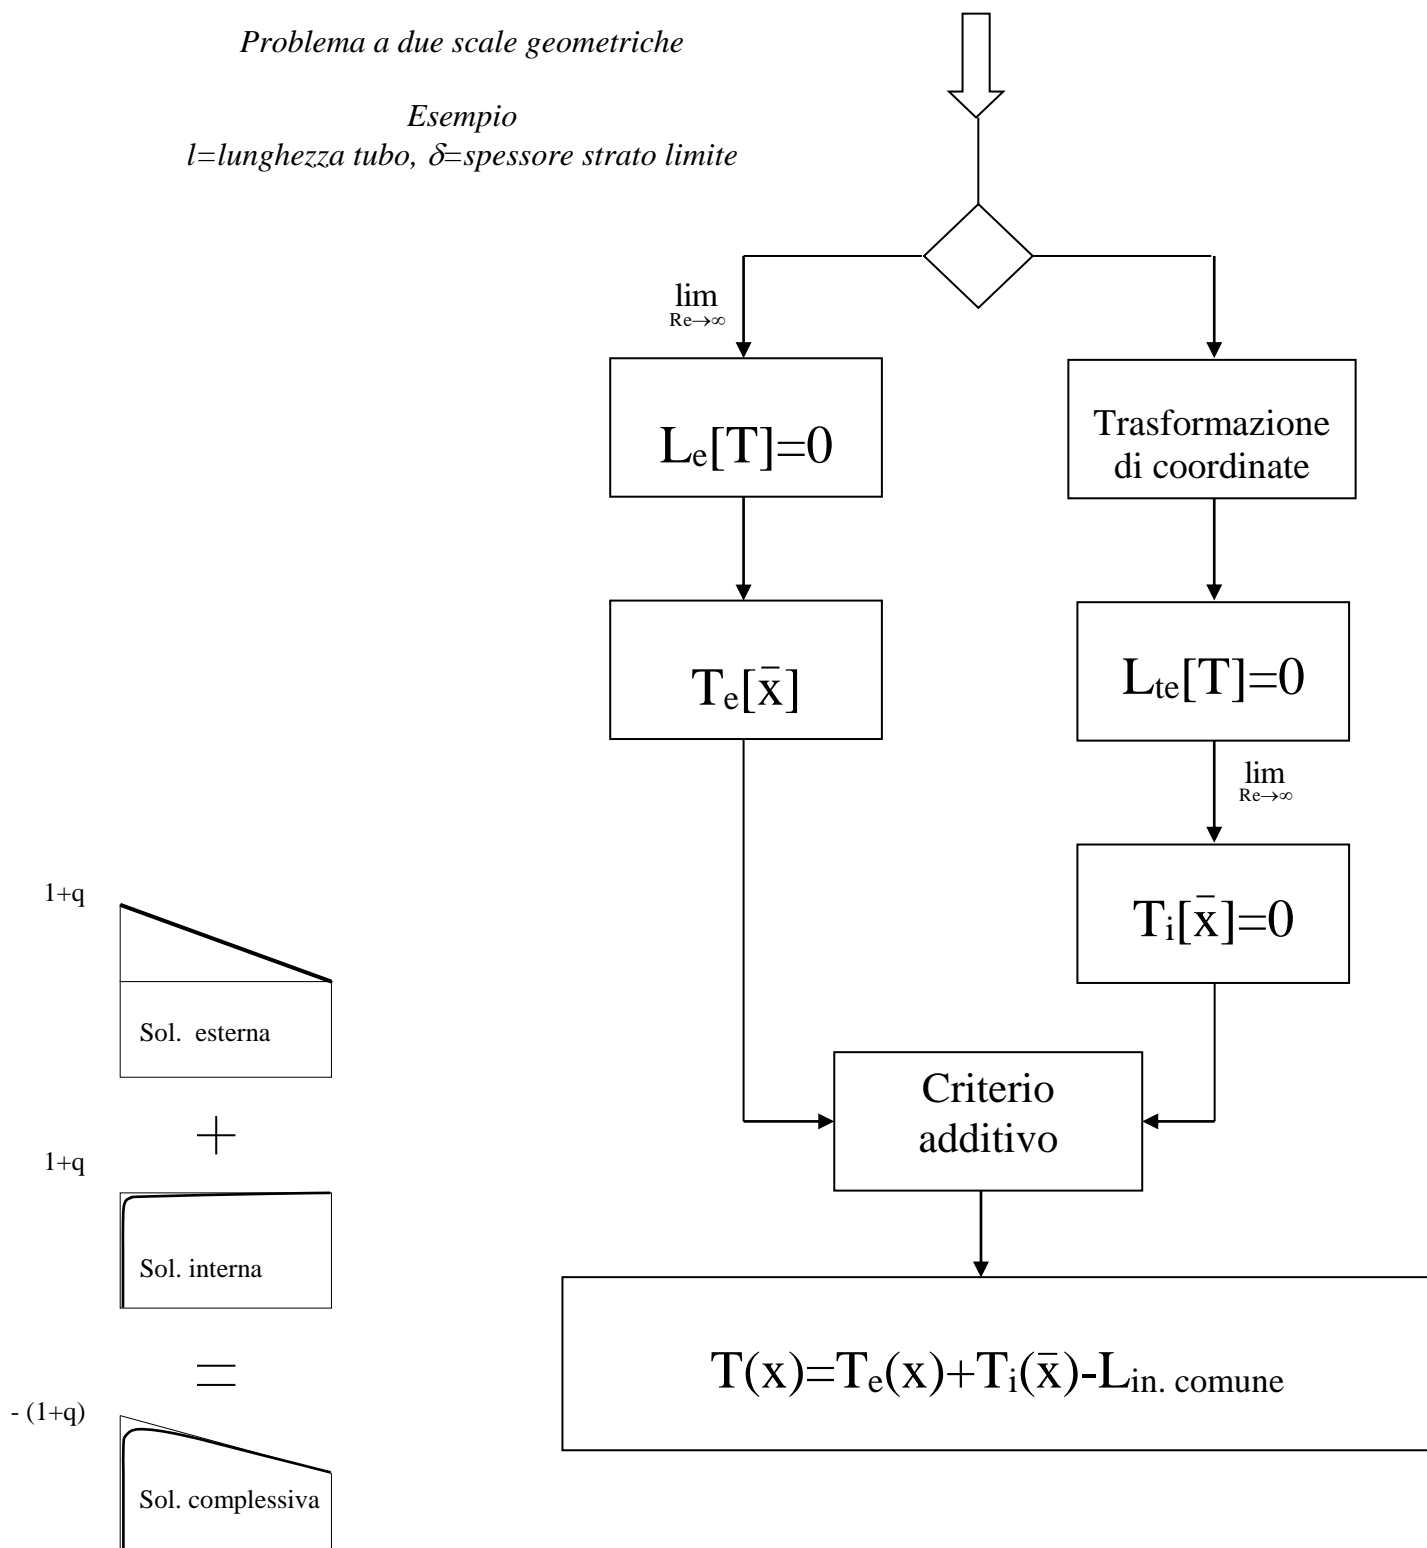 Problema a due scale geometriche
Esempio
l=lunghezza tubo, δ=spessore strato limite
lim
Re→∞
Lₑ[T]=0
Trasformazione
di coordinate
Tₑ[x̄]
Lₜₑ[T]=0
lim
Re→∞
Tᵢ[x̄]=0
1+q
Sol. esterna
+
1+q
Sol. interna
=
- (1+q)
Sol. complessiva
Criterio
additivo
T(x)=Tₑ(x)+Tᵢ(x̄)-Lin. comune